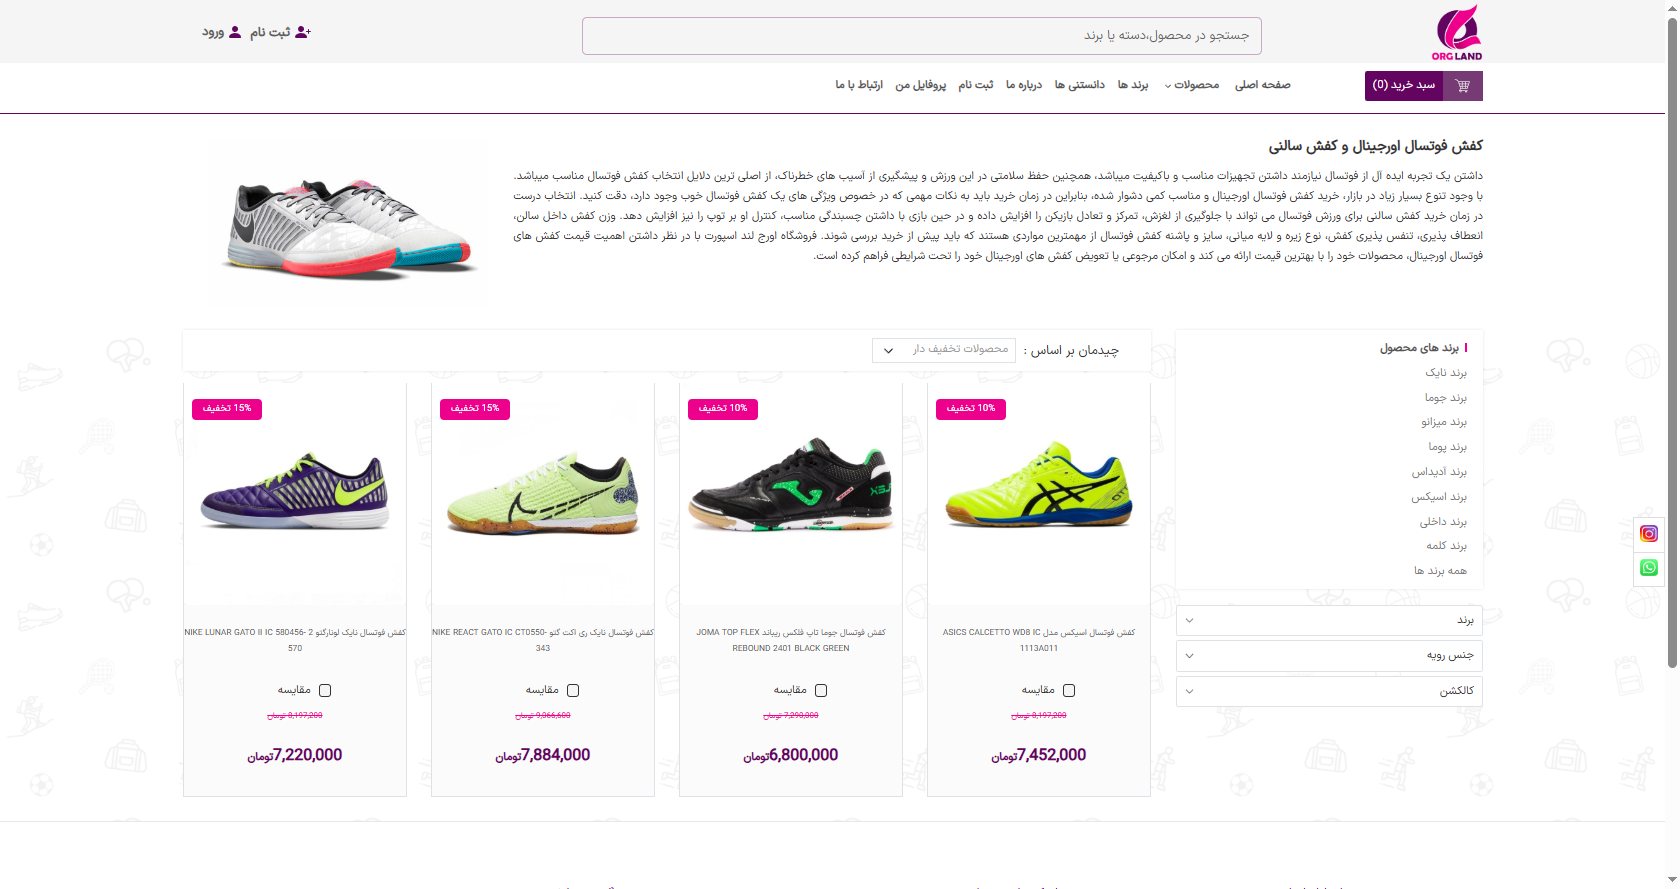 ORG LAND
جستجو در محصول،دسته یا برند
ثبت نام
ورود
سبد خرید (0)
صفحه اصلی
محصولات
برند ها
دانستنی ها
درباره ما
ثبت نام
پروفایل من
ارتباط با ما
کفش فوتسال اورجینال و کفش سالنی
داشتن یک تجربه ایده آل از فوتسال نیازمند داشتن تجهیزات مناسب و باکیفیت میباشد، همچنین حفظ سلامتی در این ورزش و پیشگیری از آسیب های خطرناک، از اصلی ترین دلایل انتخاب کفش فوتسال مناسب میباشد.
با وجود تنوع بسیار زیاد در بازار، خرید کفش فوتسال اورجینال و مناسب کمی دشوار شده، بنابراین در زمان خرید باید به نکات مهمی که در خصوص ویژگی های یک کفش فوتسال خوب وجود دارد، دقت کنید. انتخاب درست
در زمان خرید کفش سالنی برای ورزش فوتسال می تواند با جلوگیری از لغزش، تمرکز و تعادل بازیکن را افزایش داده و در حین بازی با داشتن چسبندگی مناسب، کنترل او بر توپ را نیز افزایش دهد. وزن کفش داخل سالن،
انعطاف پذیری، تنفس پذیری کفش، نوع زیره و لایه میانی، سایز و پاشنه کفش فوتسال از مهمترین مواردی هستند که باید پیش از خرید بررسی شوند. فروشگاه اورج لند اسپورت با در نظر داشتن اهمیت قیمت کفش های
فوتسال اورجینال، محصولات خود را با بهترین قیمت ارائه می کند و امکان مرجوعی یا تعویض کفش های اورجینال خود را تحت شرایطی فراهم کرده است.
برند های محصول
برند نایک
برند جوما
برند میزانو
برند پوما
برند آدیداس
برند اسیکس
برند داخلی
برند کلمه
همه برند ها
برند
جنس رویه
کالکشن
چیدمان بر اساس :
محصولات تخفیف دار
10% تخفیف
کفش فوتسال اسیکس مدل ASICS CALCETTO WD8 IC
1113A011
مقایسه
8,197,200 تومان
7,452,000تومان
10% تخفیف
کفش فوتسال جوما تاپ فلکس ریباند JOMA TOP FLEX
REBOUND 2401 BLACK GREEN
مقایسه
7,290,000 تومان
6,800,000تومان
15% تخفیف
کفش فوتسال نایک ری اکت گتو NIKE REACT GATO IC CT0550-
343
مقایسه
9,066,600 تومان
7,884,000تومان
15% تخفیف
کفش فوتسال نایک لونارگتو 2 NIKE LUNAR GATO II IC 580456-
570
مقایسه
8,197,200 تومان
7,220,000تومان